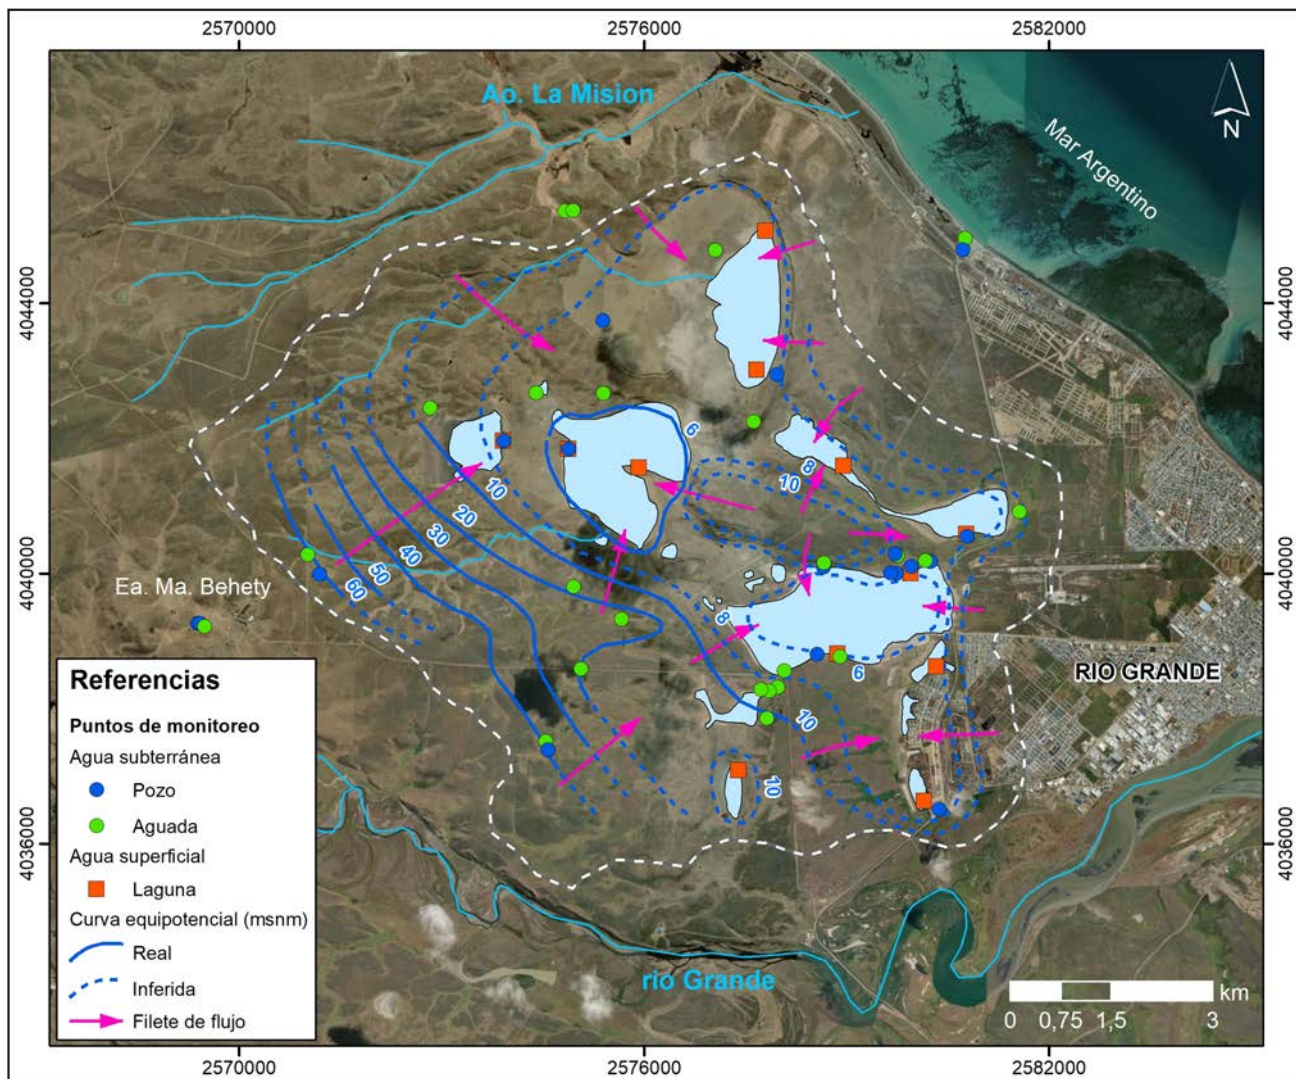 2570000
2576000
2582000
Ao. La Mision
N
Mar Argentino
4044000
4044000
6
8
10
10
20
30
40
50
60
4040000
4040000
Ea. Ma. Behety
8
6
RIO GRANDE
10
10
4036000
4036000
rio Grande
Referencias
Puntos de monitoreo
Agua subterránea
Pozo
Aguada
Agua superficial
Laguna
Curva equipotencial (msnm)
Real
Inferida
Filete de flujo
km
0 0,75 1,5 3
2570000
2576000
2582000